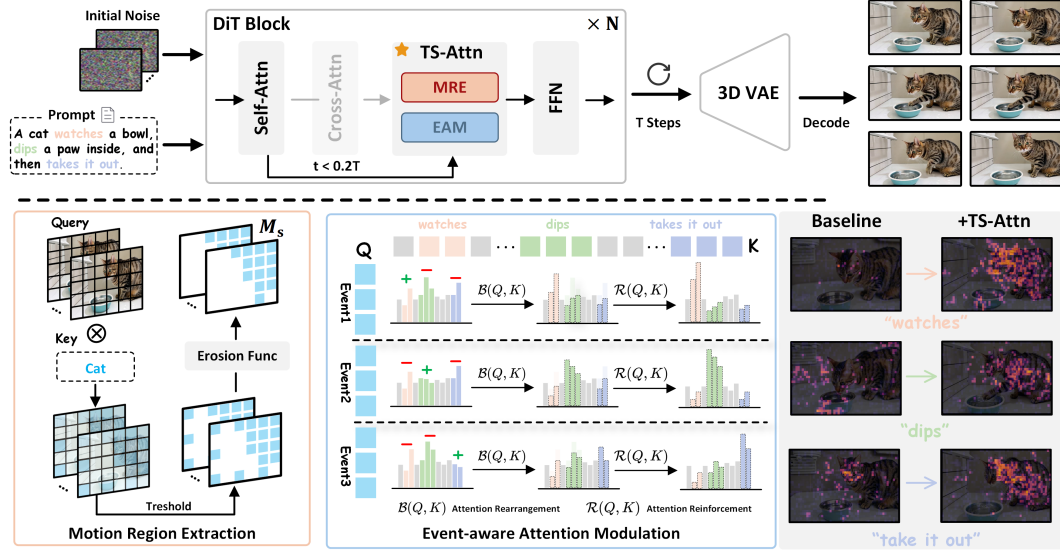 Initial Noise
Prompt
A cat watches a bowl,
dips a paw inside, and
then takes it out.
DiT Block
× N
Self-Attn
Cross-Attn
TS-Attn
MRE
EAM
FFN
t < 0.2T
T Steps
3D VAE
Decode
Query
Key
Cat
Treshold
Erosion Func
Mₛ
Motion Region Extraction
watches
dips
takes it out
Q
K
Event1
+ − −
B(Q, K)
R(Q, K)
Event2
− + −
B(Q, K)
R(Q, K)
Event3
− − +
B(Q, K)
R(Q, K)
B(Q, K) Attention Rearrangement
R(Q, K) Attention Reinforcement
Event-aware Attention Modulation
Baseline
+TS-Attn
"watches"
"dips"
"take it out"